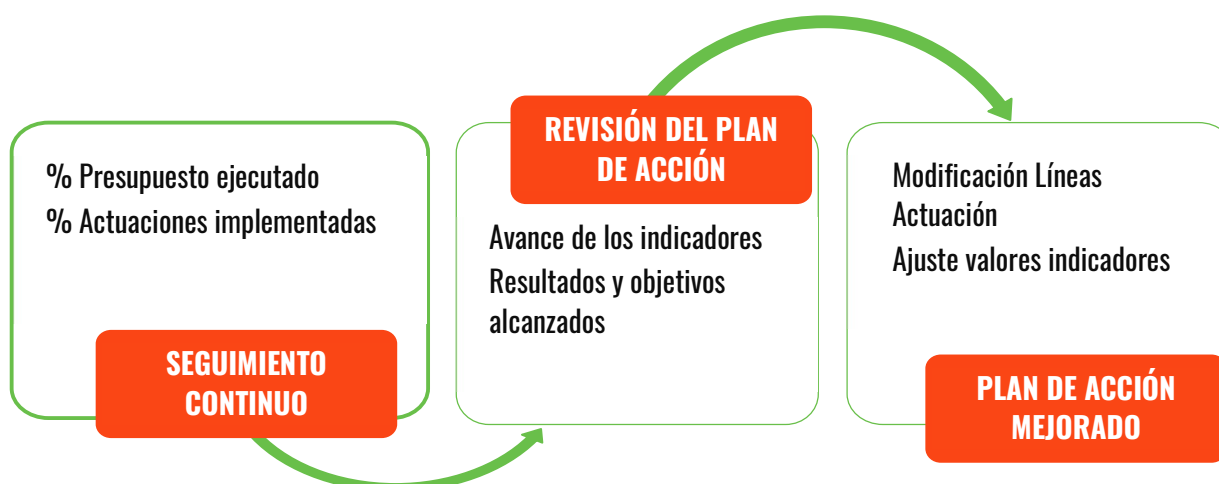 % Presupuesto ejecutado
% Actuaciones implementadas
SEGUIMIENTO
CONTINUO
REVISIÓN DEL PLAN
DE ACCIÓN
Avance de los indicadores
Resultados y objetivos
alcanzados
Modificación Líneas
Actuación
Ajuste valores indicadores
PLAN DE ACCIÓN
MEJORADO